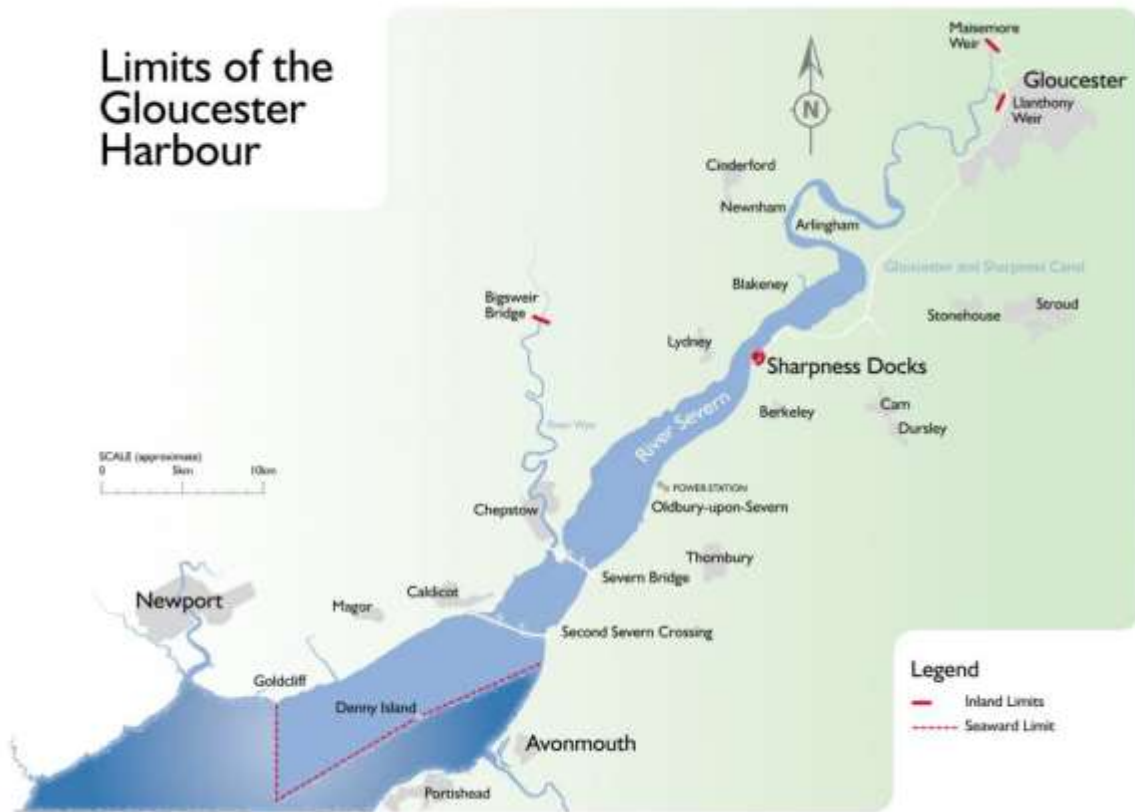 Limits of the
Gloucester
Harbour
Maisemore
Weir
Gloucester
Llanthony
Weir
N
Cinderford
Newnham
Arlingham
Gloucester and Sharpness Canal
Blakeney
Bigsweir
Bridge
Stonehouse
Stroud
Lydney
Sharpness Docks
River Severn
Berkeley
Cam
Dursley
River Wye
SCALE (approximate)
0 5km 10km
POWER STATION
Oldbury-upon-Severn
Chepstow
Thornbury
Severn Bridge
Caldicot
Newport
Magor
Second Severn Crossing
Goldcliff
Denny Island
Avonmouth
Portishead
Legend
Inland Limits
Seaward Limit